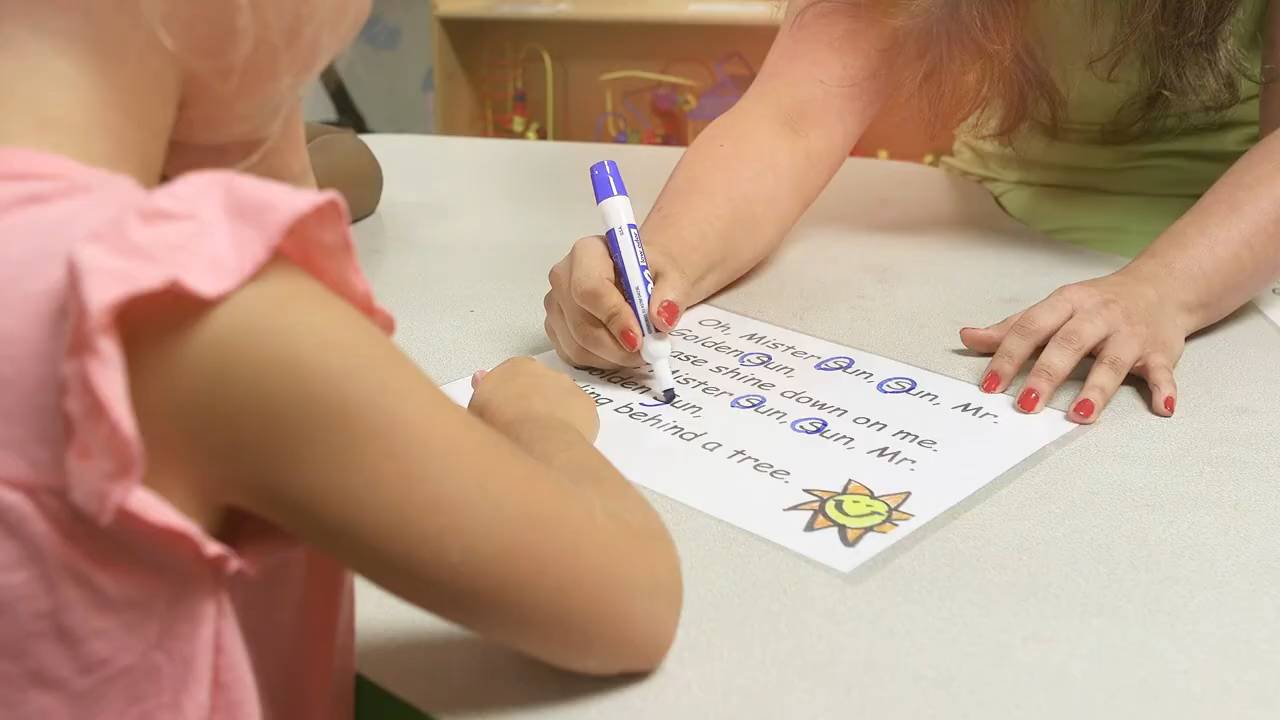 Oh, Mister Sun, Sun, Mr.
Golden Sun,
ase shine down on me.
Mister Sun, Sun, Mr.
Golden Sun,
ding behind a tree.